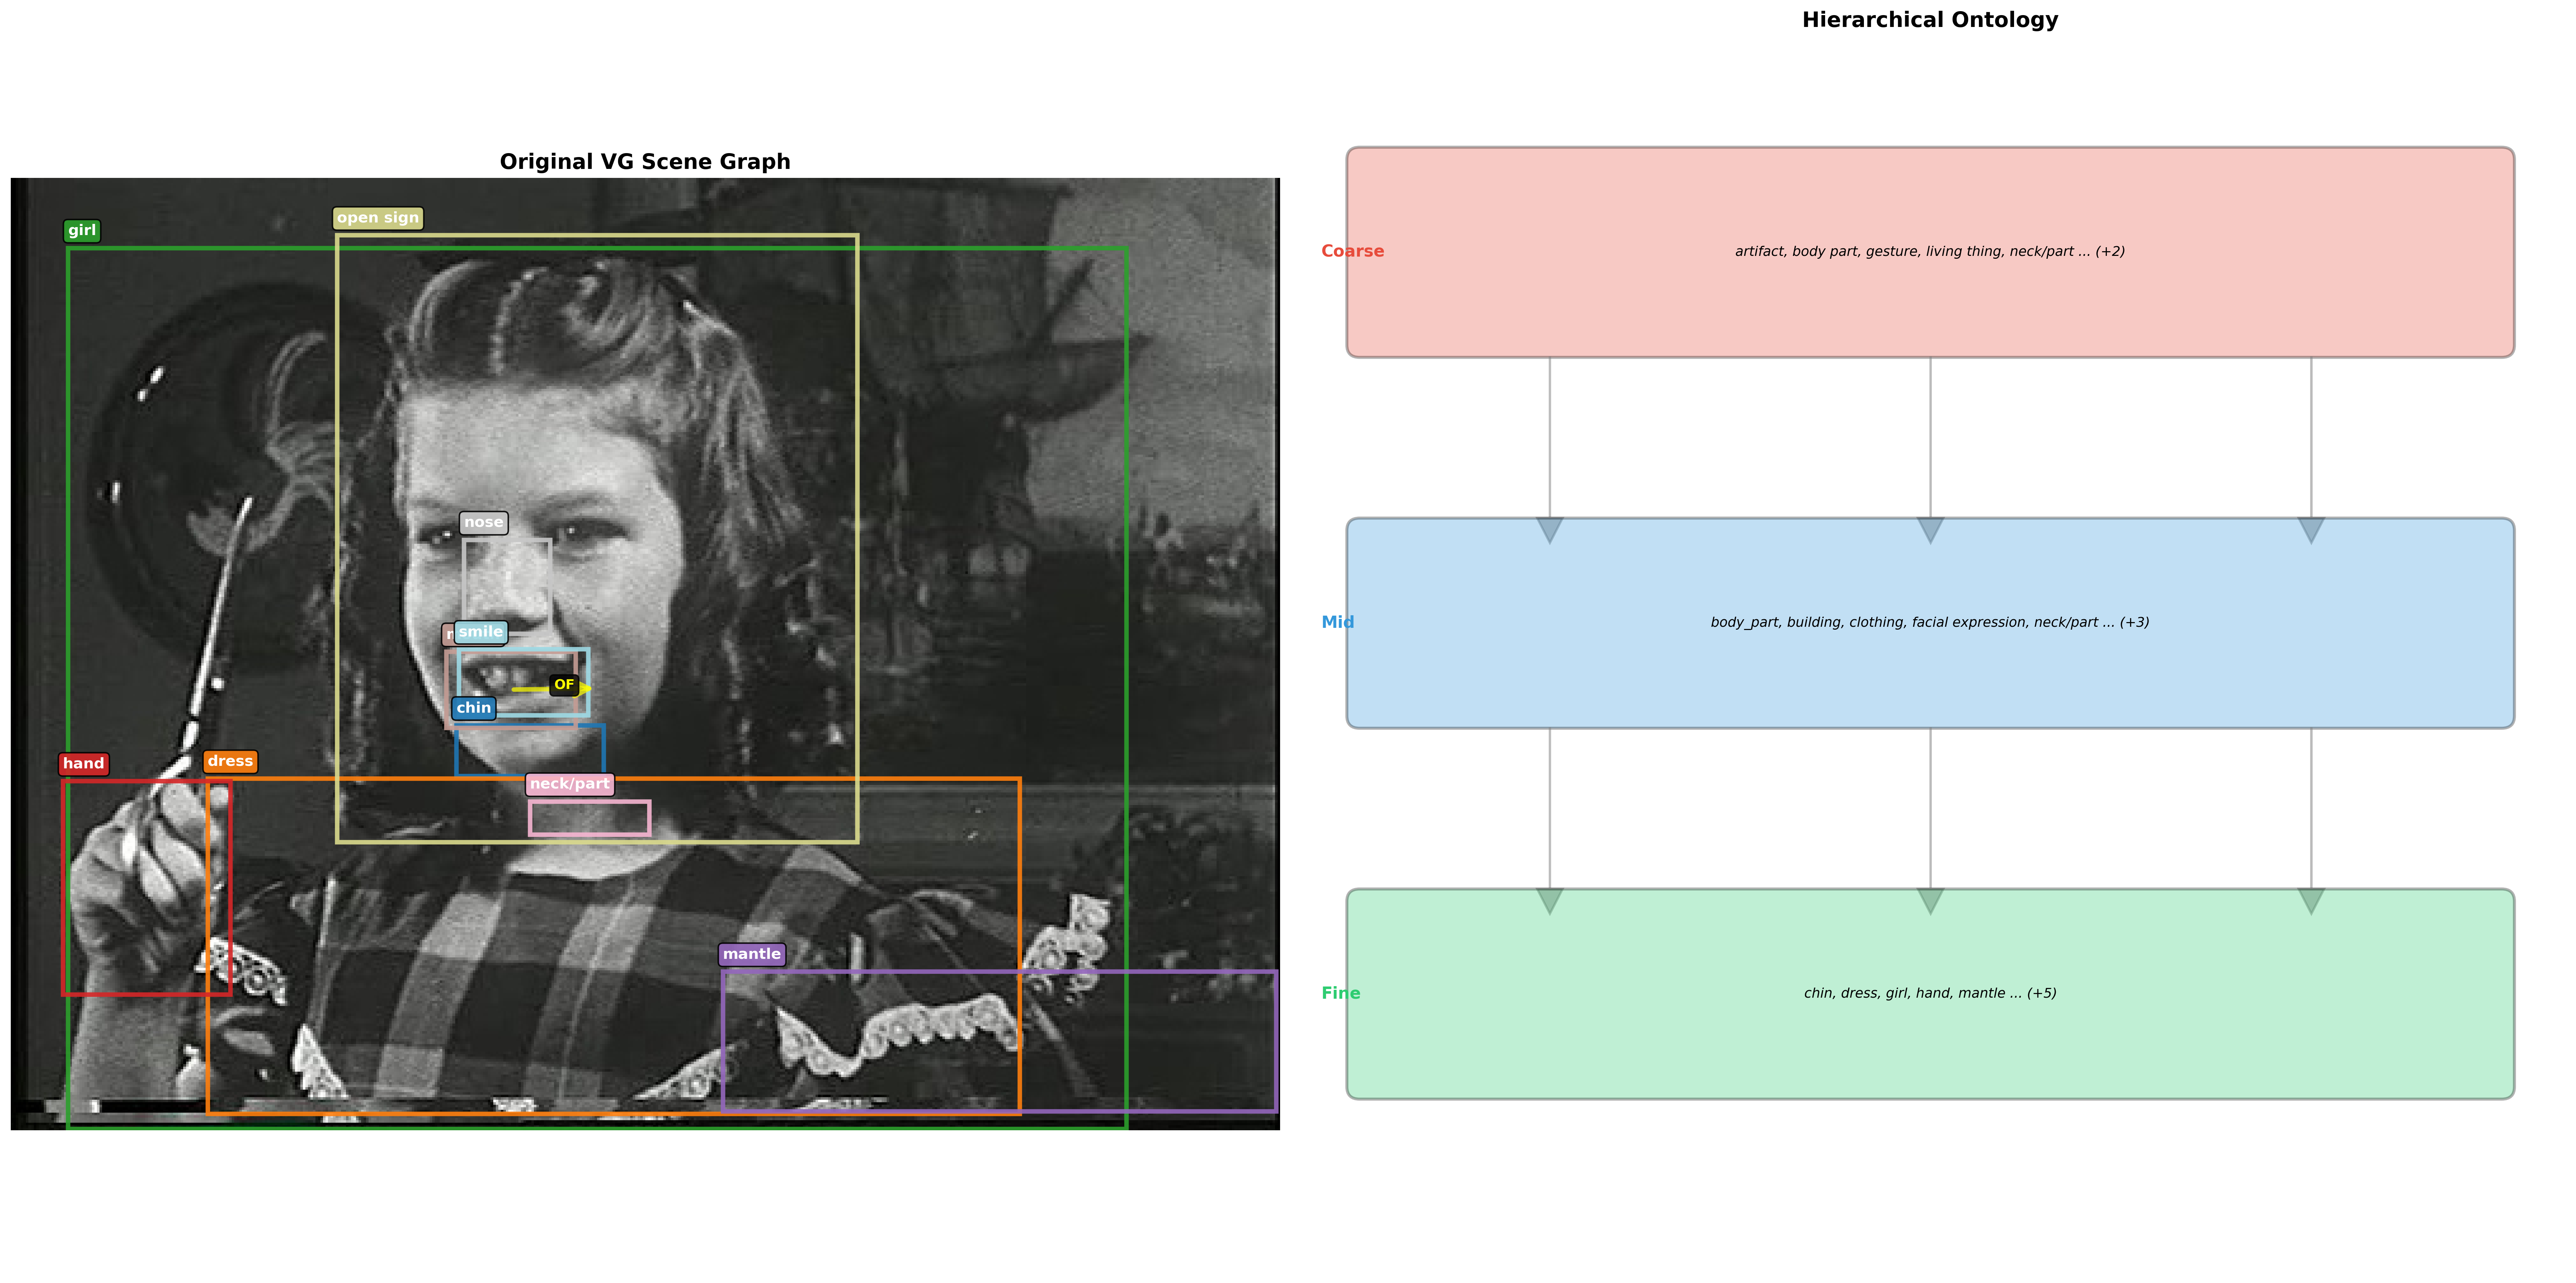 Hierarchical Ontology
Original VG Scene Graph
open sign
girl
nose
smile
OF
chin
hand
dress
neck/part
mantle
Coarse
artifact, body part, gesture, living thing, neck/part ... (+2)
Mid
body_part, building, clothing, facial expression, neck/part ... (+3)
Fine
chin, dress, girl, hand, mantle ... (+5)